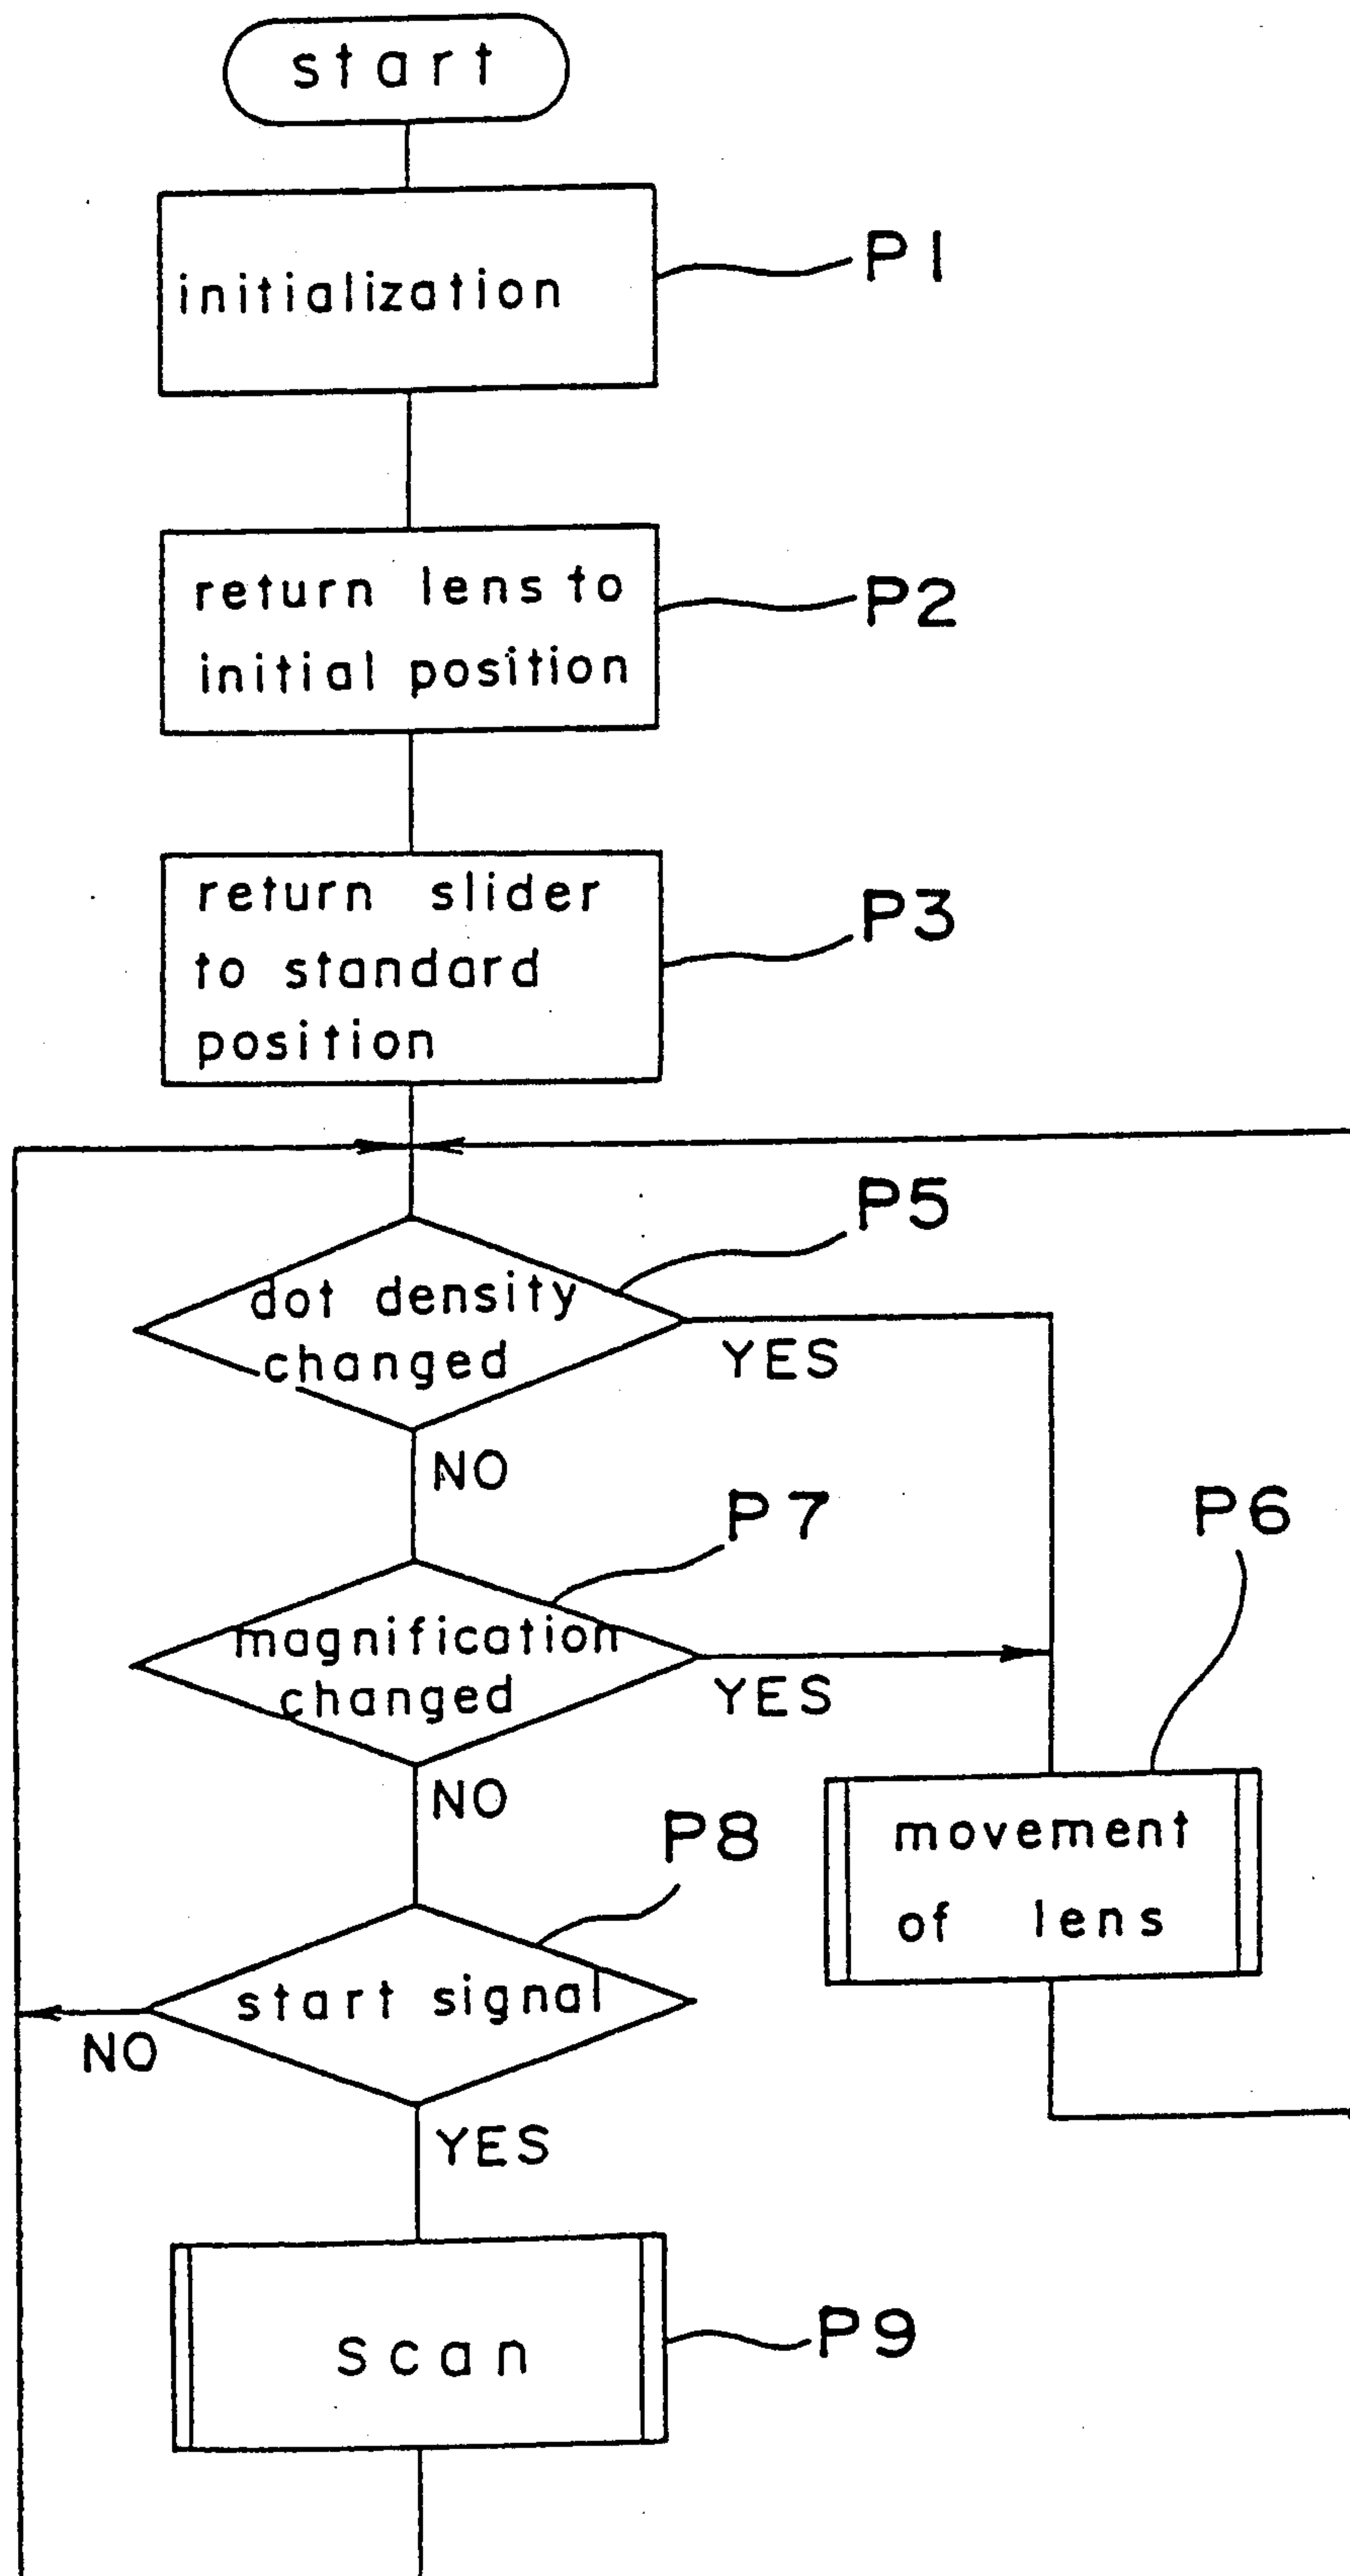 start
initialization
P1
return lens to
initial position
P2
return slider
to standard
position
P3
P5
dot density
changed
YES
NO
P7
P6
magnification
changed
YES
NO
P8
movement
of lens
start signal
NO
YES
scan
P9